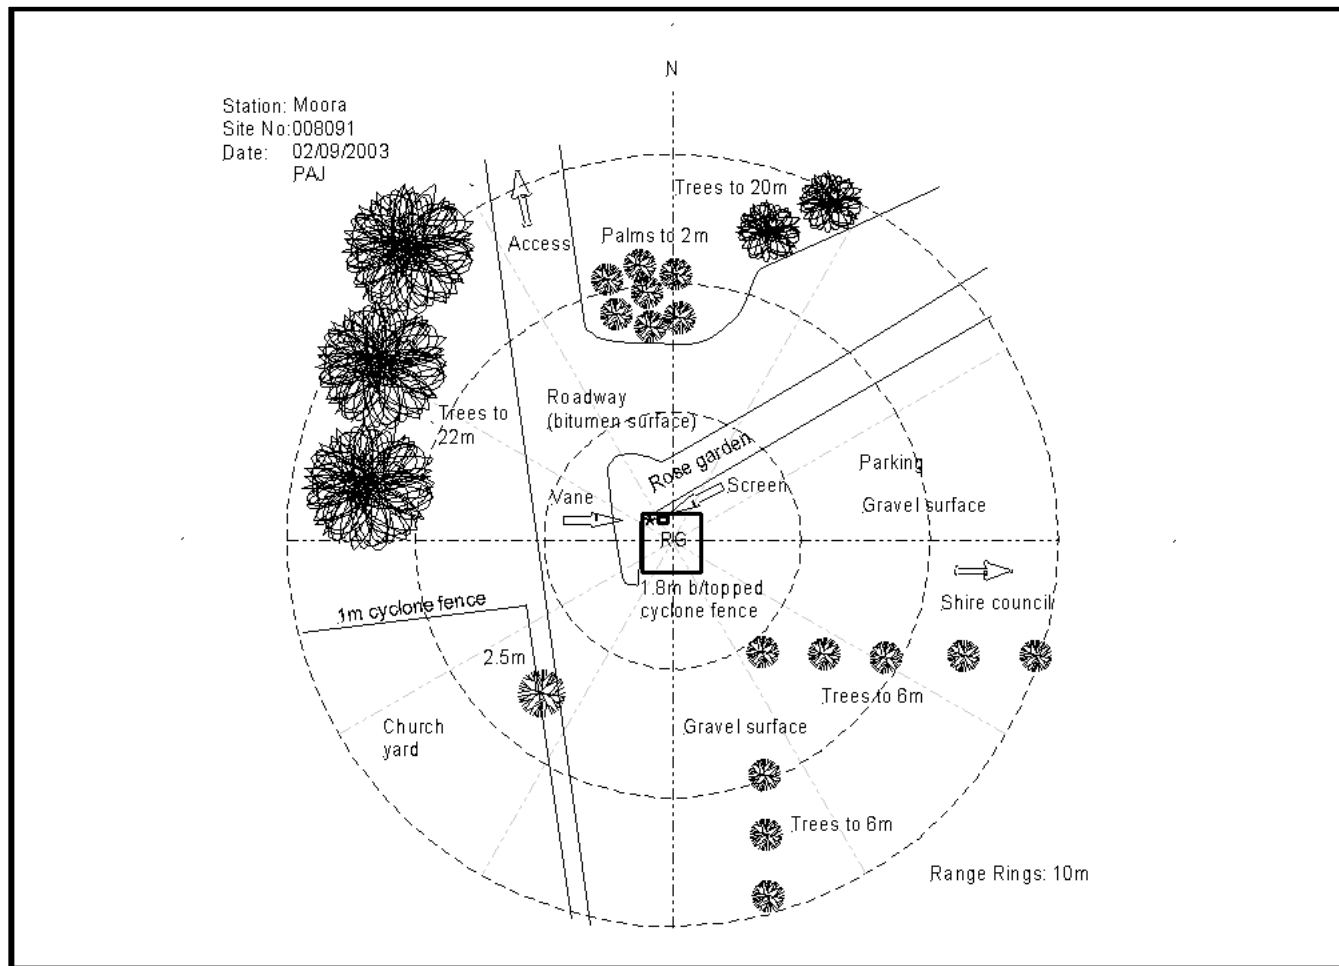 N
Station: Moora
Site No:008091
Date: 02/09/2003
PAJ
Trees to 20m
Access
Palms to 2m
Roadway
(bitumen surface)
Trees to
22m
Rose garden
Parking
Vane
Screen
Gravel surface
RIG
1.8m b/topped
cyclone fence
1m cyclone fence
Shire council
2.5m
Trees to 6m
Church
yard
Gravel surface
Trees to 6m
Range Rings: 10m